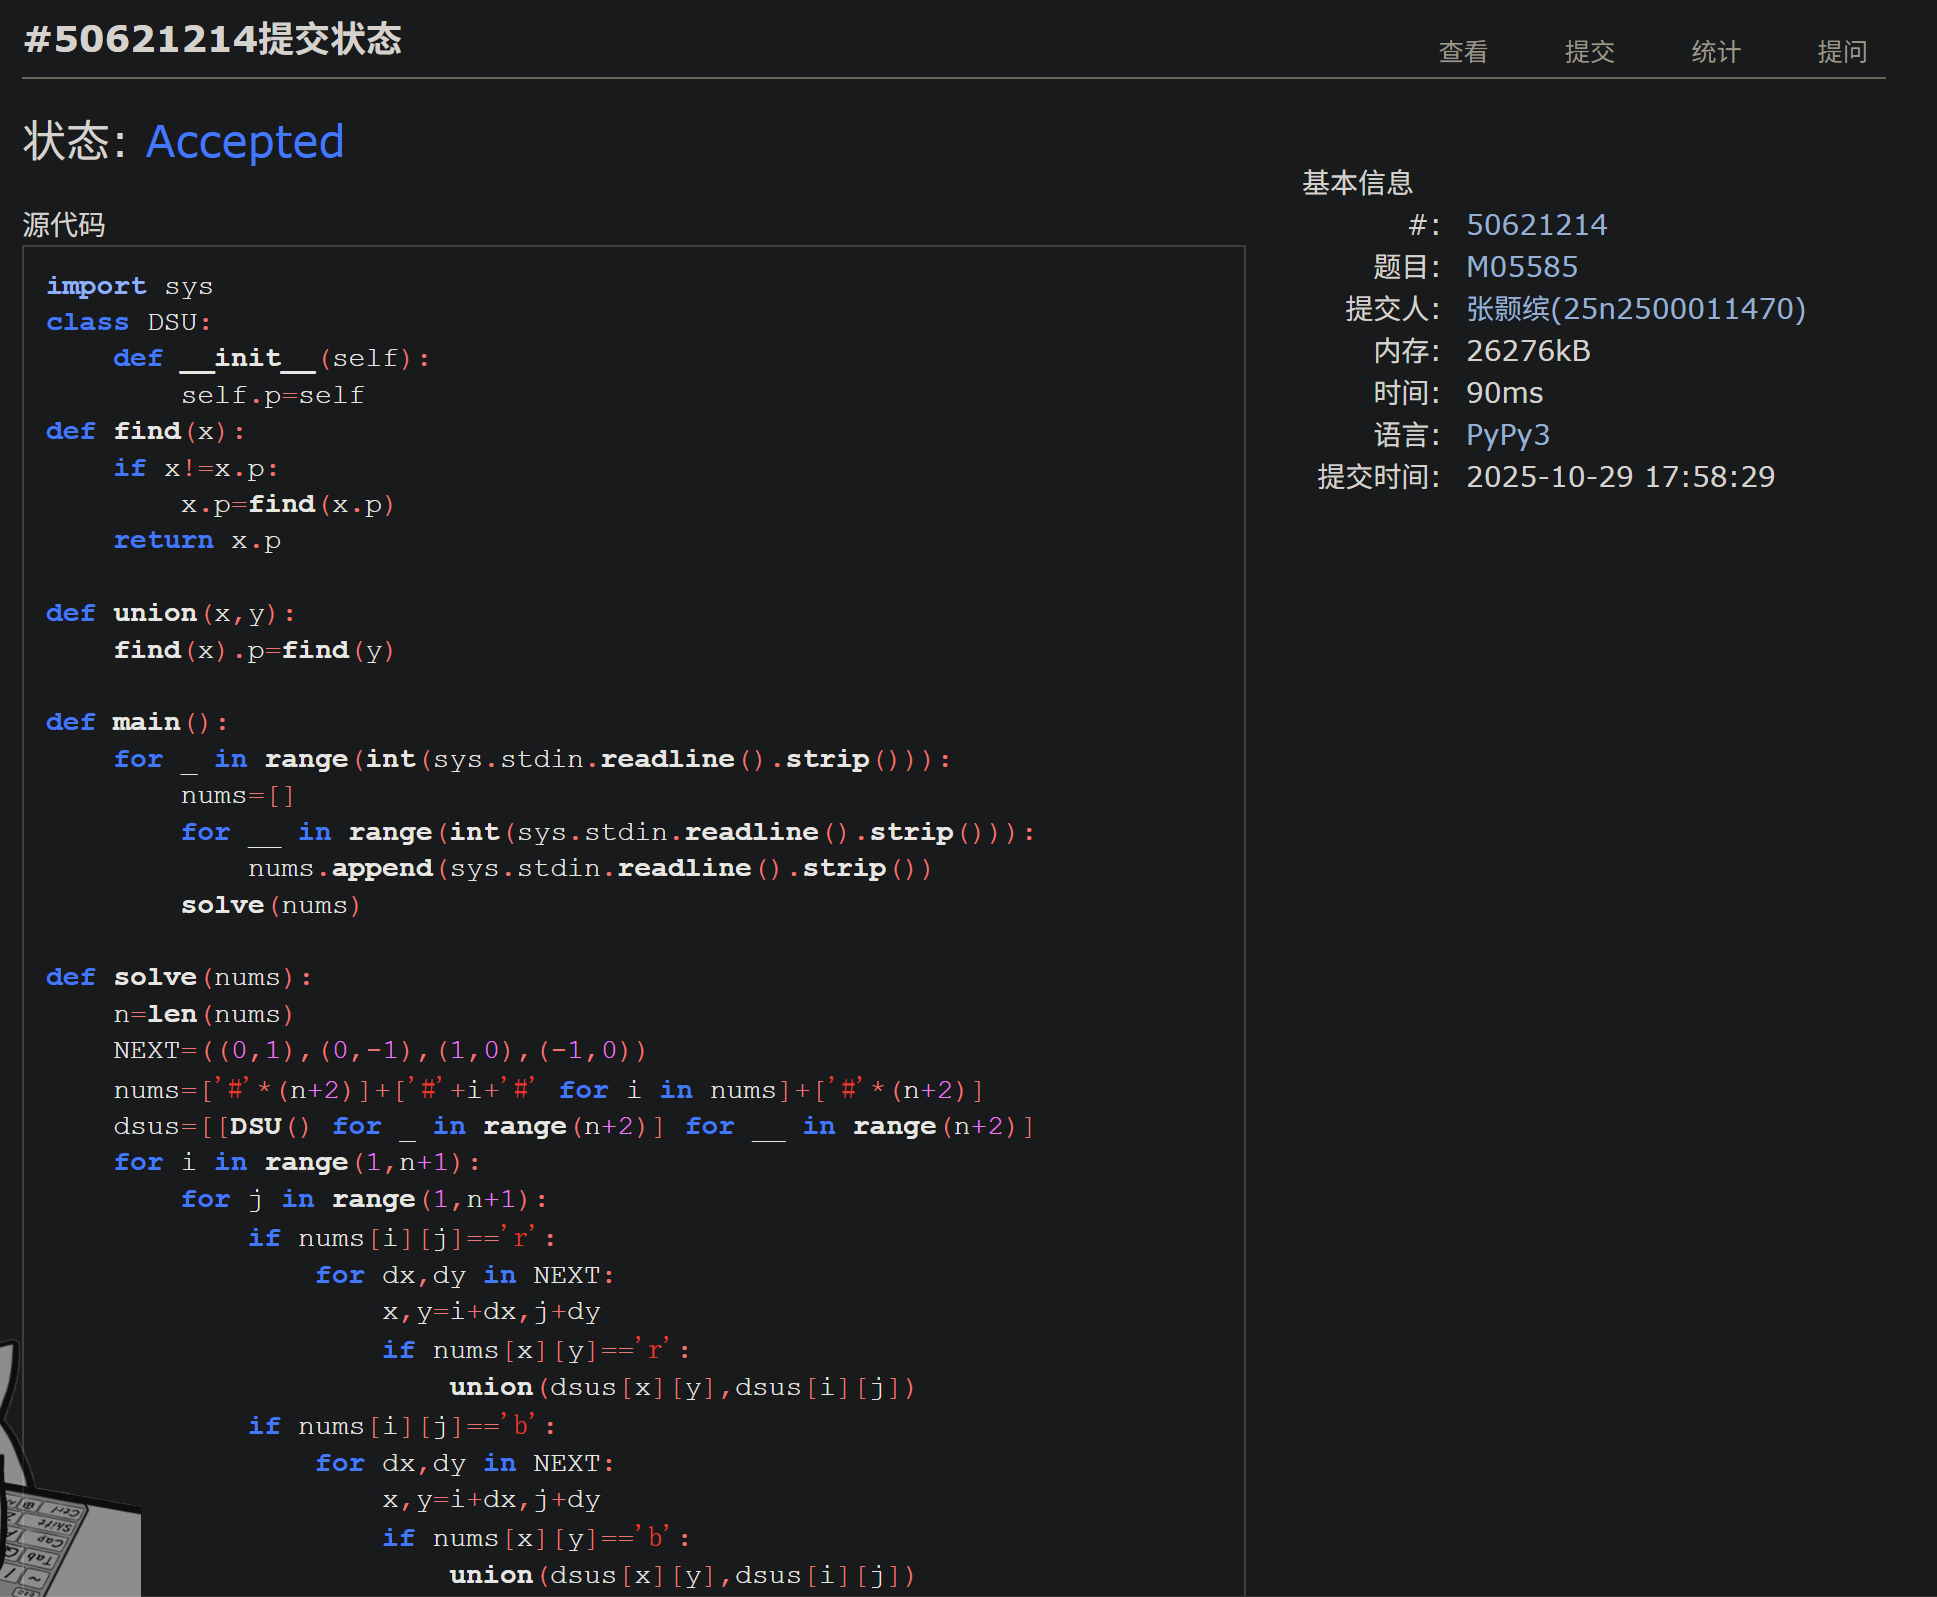 #50621214提交状态
查看 提交 统计 提问
状态: Accepted
源代码
import sys
class DSU:
    def __init__(self):
        self.p=self
def find(x):
    if x!=x.p:
        x.p=find(x.p)
    return x.p

def union(x,y):
    find(x).p=find(y)

def main():
    for _ in range(int(sys.stdin.readline().strip())):
        nums=[]
        for __ in range(int(sys.stdin.readline().strip())):
            nums.append(sys.stdin.readline().strip())
        solve(nums)

def solve(nums):
    n=len(nums)
    NEXT=((0,1),(0,-1),(1,0),(-1,0))
    nums=['#'*(n+2)]+['#'+i+'#' for i in nums]+['#'*(n+2)]
    dsus=[[DSU() for _ in range(n+2)] for __ in range(n+2)]
    for i in range(1,n+1):
        for j in range(1,n+1):
            if nums[i][j]=='r':
                for dx,dy in NEXT:
                    x,y=i+dx,j+dy
                    if nums[x][y]=='r':
                        union(dsus[x][y],dsus[i][j])
            if nums[i][j]=='b':
                for dx,dy in NEXT:
                    x,y=i+dx,j+dy
                    if nums[x][y]=='b':
                        union(dsus[x][y],dsus[i][j])
基本信息
#: 50621214
题目: M05585
提交人: 张颢缤(25n2500011470)
内存: 26276kB
时间: 90ms
语言: PyPy3
提交时间: 2025-10-29 17:58:29
Ctrl
Shift
Cap
Tab